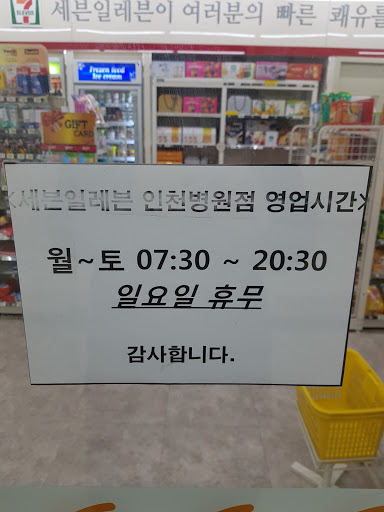 7
ELEVEN
세븐일레븐이 여러분의 빠른 쾌유를
Frozen food
Ice cream
GIFT
CARD
<세븐일레븐 인천병원점 영업시간>
월~토 07:30 ~ 20:30
일요일 휴무
감사합니다.